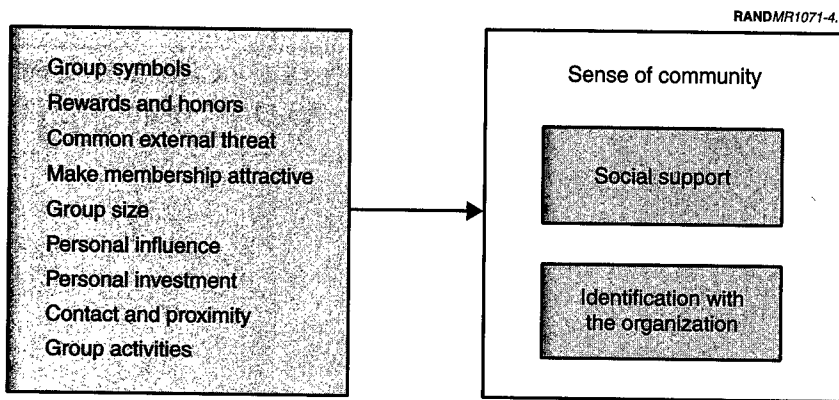 RANDMR1071-4.
Group symbols
Rewards and honors
Common external threat
Make membership attractive
Group size
Personal influence
Personal investment
Contact and proximity
Group activities
Sense of community
Social support
Identification with
the organization